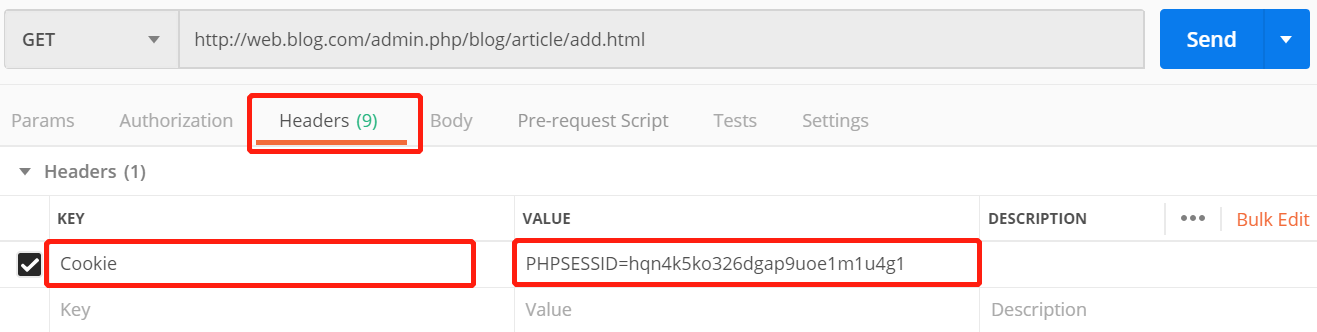 GET http://web.blog.com/admin.php/blog/article/add.html Send
Params Authorization Headers (9) Body Pre-request Script Tests Settings
Headers (1)
KEY VALUE DESCRIPTION ••• Bulk Edit
Cookie PHPSESSID=hqn4k5ko326dgap9uoe1m1u4g1
Key Value Description